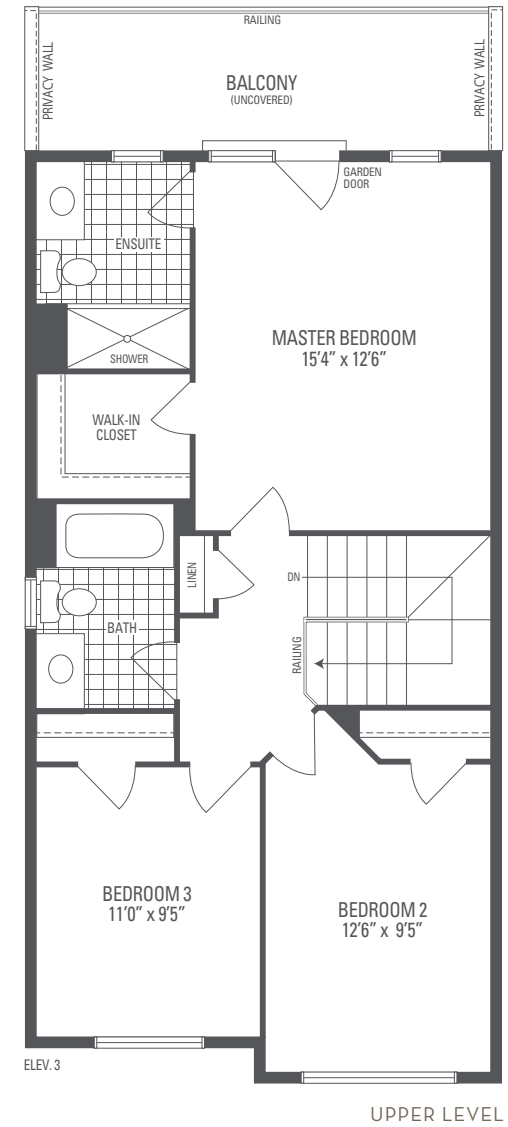 RAILING
PRIVACY WALL
PRIVACY WALL
BALCONY
(UNCOVERED)
GARDEN
DOOR
ENSUITE
MASTER BEDROOM
15'4" x 12'6"
SHOWER
WALK-IN
CLOSET
LINEN
DN
BATH
RAILING
BEDROOM 3
11'0" x 9'5"
BEDROOM 2
12'6" x 9'5"
ELEV. 3
UPPER LEVEL